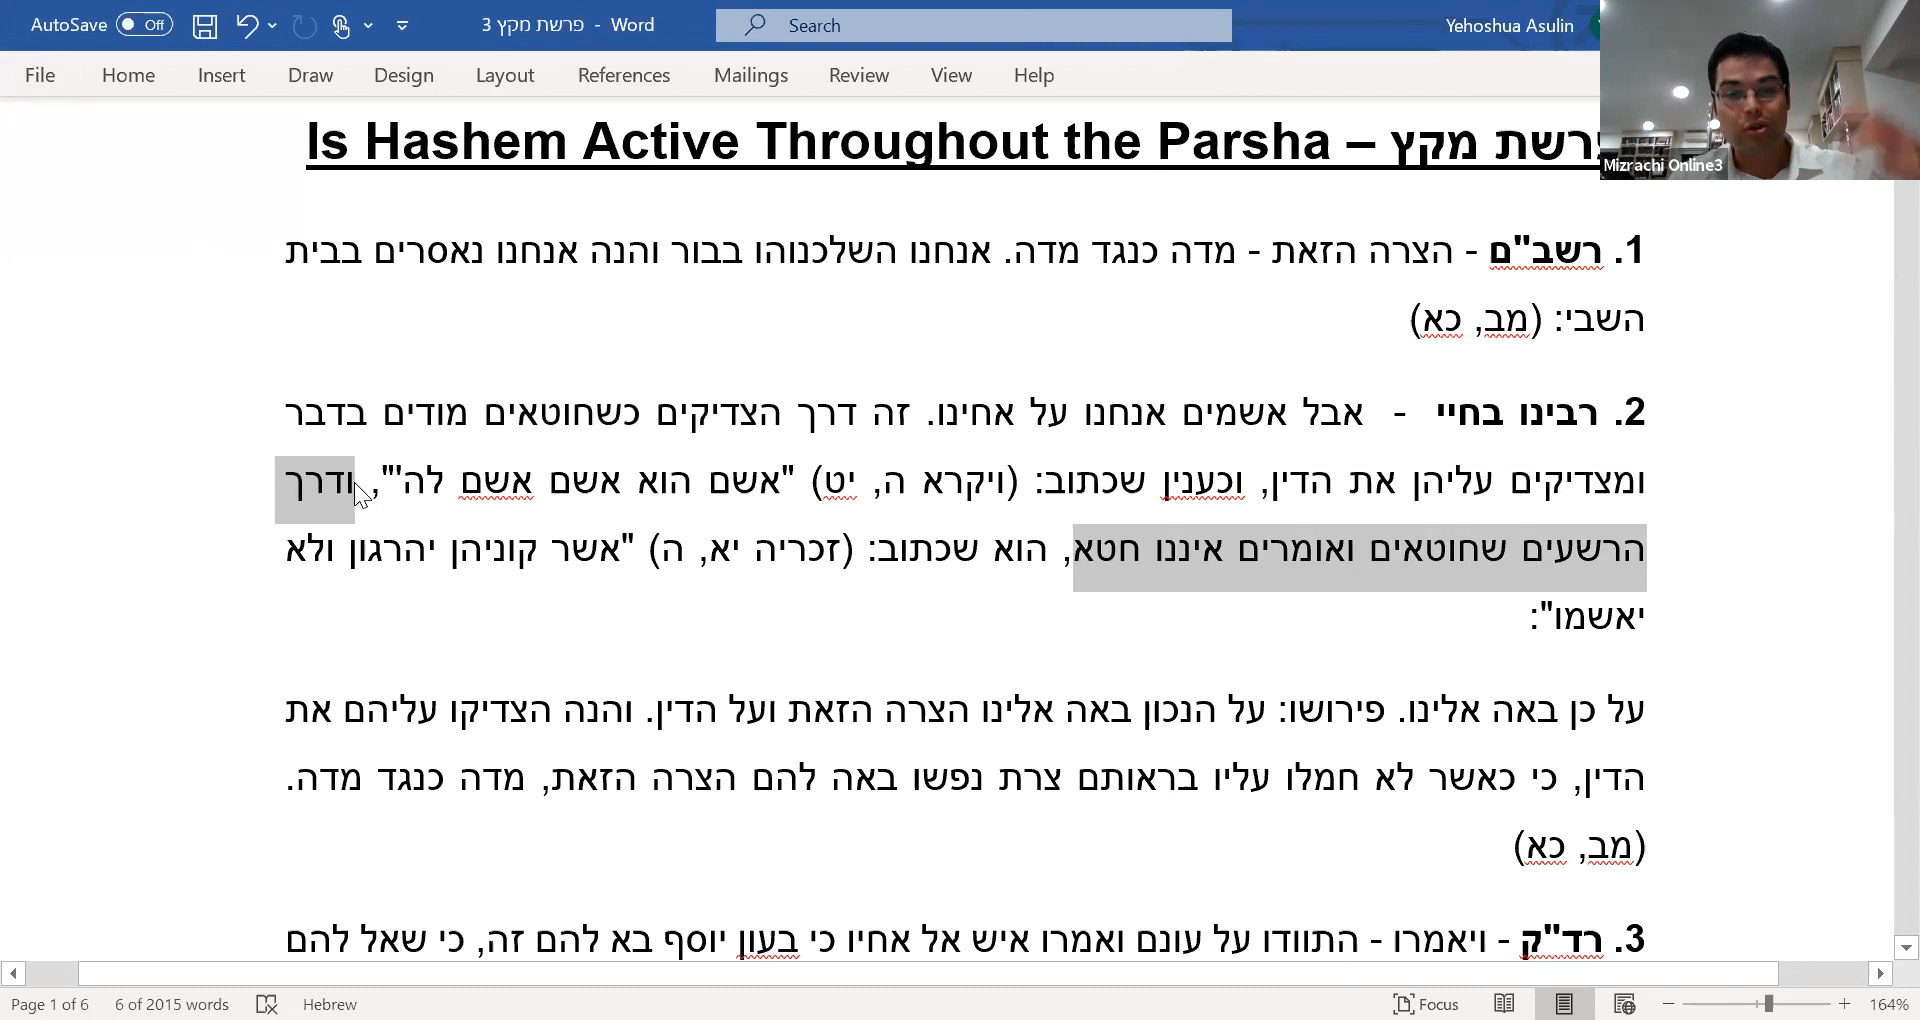 AutoSave Off פרשת מקץ 3 - Word Search Yehoshua Asulin
File Home Insert Draw Design Layout References Mailings Review View Help
Mizrachi Online3
פרשת מקץ – Is Hashem Active Throughout the Parsha
1. רשב"ם - הצרה הזאת - מדה כנגד מדה. אנחנו השלכנוהו בבור והנה אנחנו נאסרים בבית
השבי: (מב, כא)
2. רבינו בחיי - אבל אשמים אנחנו על אחינו. זה דרך הצדיקים כשחוטאים מודים בדבר
ומצדיקים עליהן את הדין, וכענין שכתוב: (ויקרא ה, יט) "אשם הוא אשם אשם לה'", ודרך
הרשעים שחוטאים ואומרים איננו חטא, הוא שכתוב: (זכריה יא, ה) "אשר קוניהן יהרגון ולא
יאשמו":
על כן באה אלינו. פירושו: על הנכון באה אלינו הצרה הזאת ועל הדין. והנה הצדיקו עליהם את
הדין, כי כאשר לא חמלו עליו בראותם צרת נפשו באה להם הצרה הזאת, מדה כנגד מדה.
(מב, כא)
3. רד"ק - ויאמרו - התוודו על עונם ואמרו איש אל אחיו כי בעון יוסף בא להם זה, כי שאל להם
Page 1 of 6 6 of 2015 words Hebrew Focus 164%